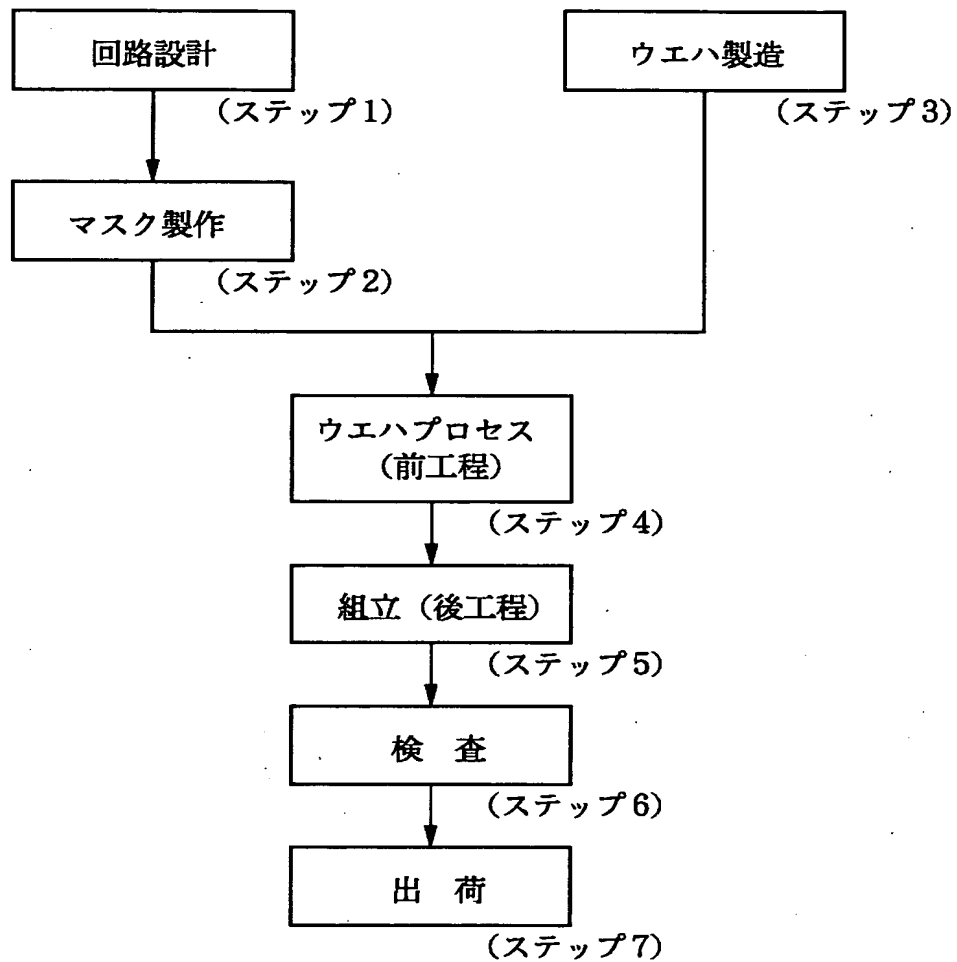 回路設計
(ステップ1)
ウエハ製造
(ステップ3)
マスク製作
(ステップ2)
ウエハプロセス
(前工程)
(ステップ4)
組立(後工程)
(ステップ5)
検 査
(ステップ6)
出 荷
(ステップ7)